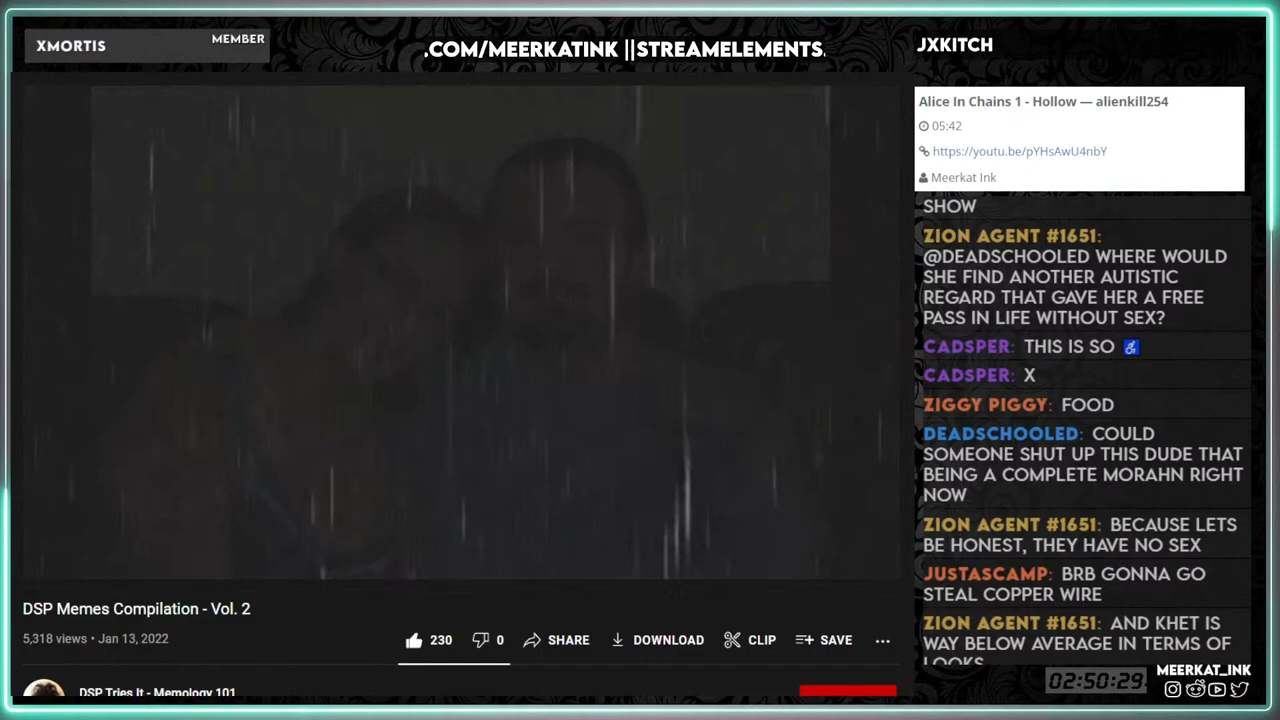 XMORTIS
MEMBER
.COM/MEERKATINK ||STREAMELEMENTS.
JXKITCH
Alice In Chains 1 - Hollow — alienkill254
05:42
https://youtu.be/pYHsAwU4nbY
Meerkat Ink
SHOW
ZION AGENT #1651:
@DEADSCHOOLED WHERE WOULD
SHE FIND ANOTHER AUTISTIC
REGARD THAT GAVE HER A FREE
PASS IN LIFE WITHOUT SEX?
CADSPER: THIS IS SO ♿
CADSPER: X
ZIGGY PIGGY: FOOD
DEADSCHOOLED: COULD
SOMEONE SHUT UP THIS DUDE THAT
BEING A COMPLETE MORAHN RIGHT
NOW
ZION AGENT #1651: BECAUSE LETS
BE HONEST, THEY HAVE NO SEX
JUSTASCAMP: BRB GONNA GO
STEAL COPPER WIRE
ZION AGENT #1651: AND KHET IS
WAY BELOW AVERAGE IN TERMS OF
LOOKS
DSP Memes Compilation - Vol. 2
5,318 views • Jan 13, 2022
230
0
SHARE
DOWNLOAD
CLIP
SAVE
DSP Tries It - Memology 101
02:50:29
MEERKAT_INK